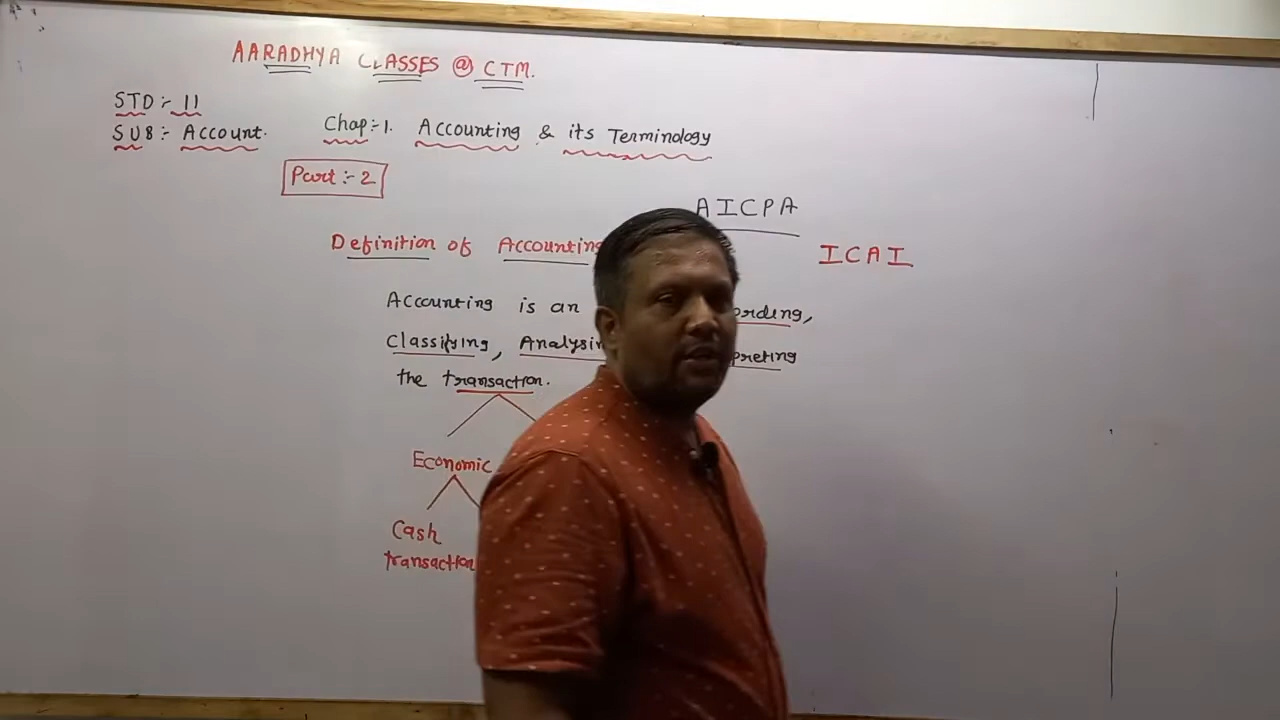 AARADHYA CLASSES @ CTM.
STD :- 11
SUB :- Account.
Chap :- 1. Accounting & its Terminology
Part :- 2
AICPA
Definition of Accounting
ICAI
Accounting is an ording,
Classifying, Analysin preting
the transaction.
Economic
Cash
transaction